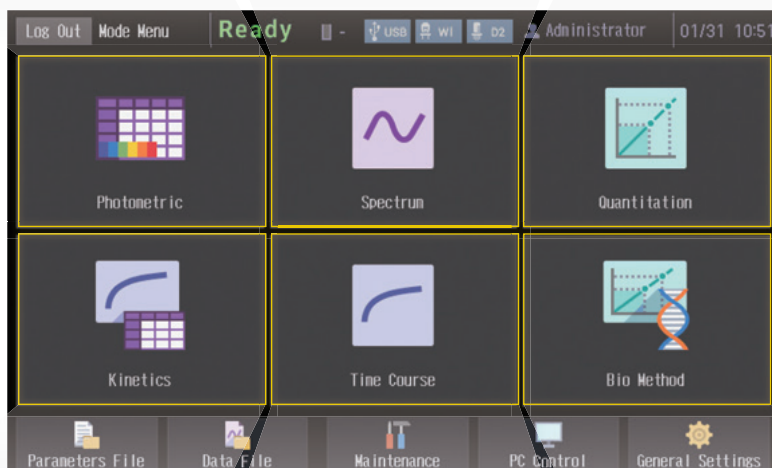 Log Out Mode Menu Ready - USB WI D2 Administrator 01/31 10:51
Photometric Spectrum Quantitation
Kinetics Time Course Bio Method
Parameters File Data File Maintenance PC Control General Settings